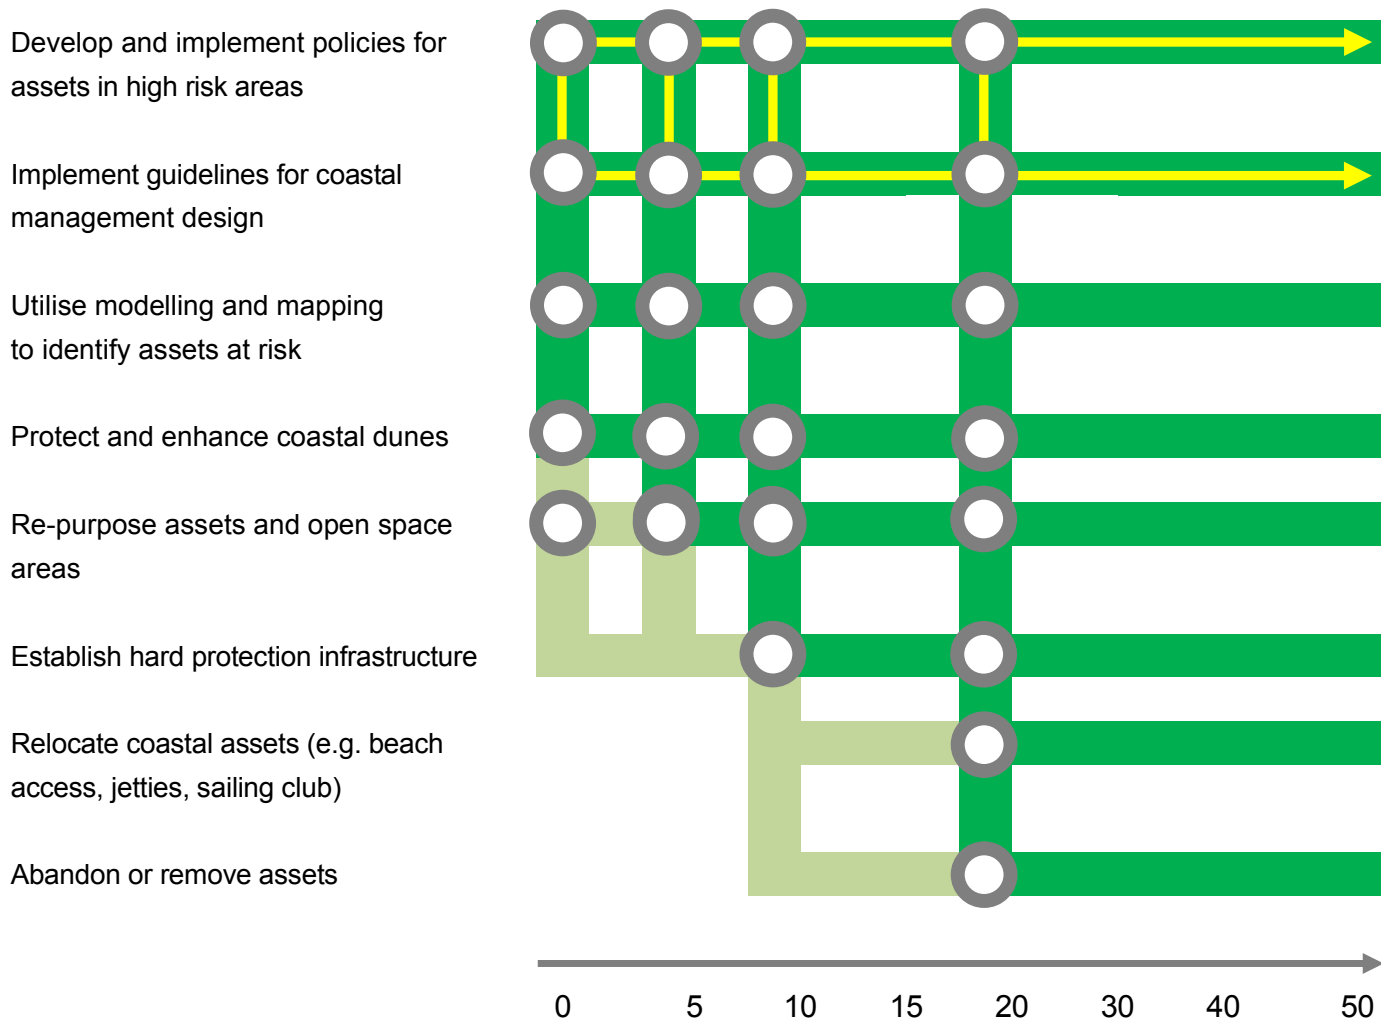 Develop and implement policies for
assets in high risk areas
Implement guidelines for coastal
management design
Utilise modelling and mapping
to identify assets at risk
Protect and enhance coastal dunes
Re-purpose assets and open space
areas
Establish hard protection infrastructure
Relocate coastal assets (e.g. beach
access, jetties, sailing club)
Abandon or remove assets
0 5 10 15 20 30 40 50